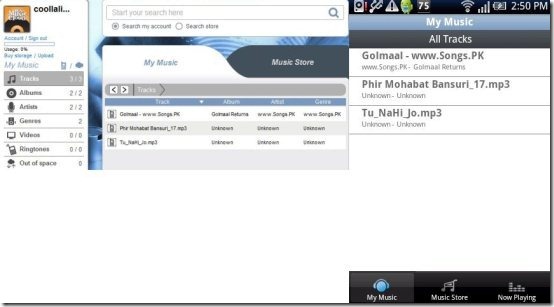 coollali...
Account / Sign out
Usage: 0%
Buy storage / Upload
My Music
Tracks 3 / 3
Albums 2 / 2
Artists 2 / 2
Genres 2
Videos 0 / 0
Ringtones 0 / 0
Out of space 0
Start your search here
Search my account Search store
My Music Music Store
Tracks
Track Album Artist Genre
Golmaal - www.Songs.PK Golmaal Returns www.Songs.PK www.Songs.PK
Phir Mohabat Bansuri_17.mp3 Unknown Unknown Unknown
Tu_NaHi_Jo.mp3 Unknown Unknown Unknown
75 2:50 PM
My Music
All Tracks
Golmaal - www.Songs.PK
www.Songs.PK - Golmaal Returns
Phir Mohabat Bansuri_17.mp3
Unknown - Unknown
Tu_NaHi_Jo.mp3
Unknown - Unknown
My Music Music Store Now Playing